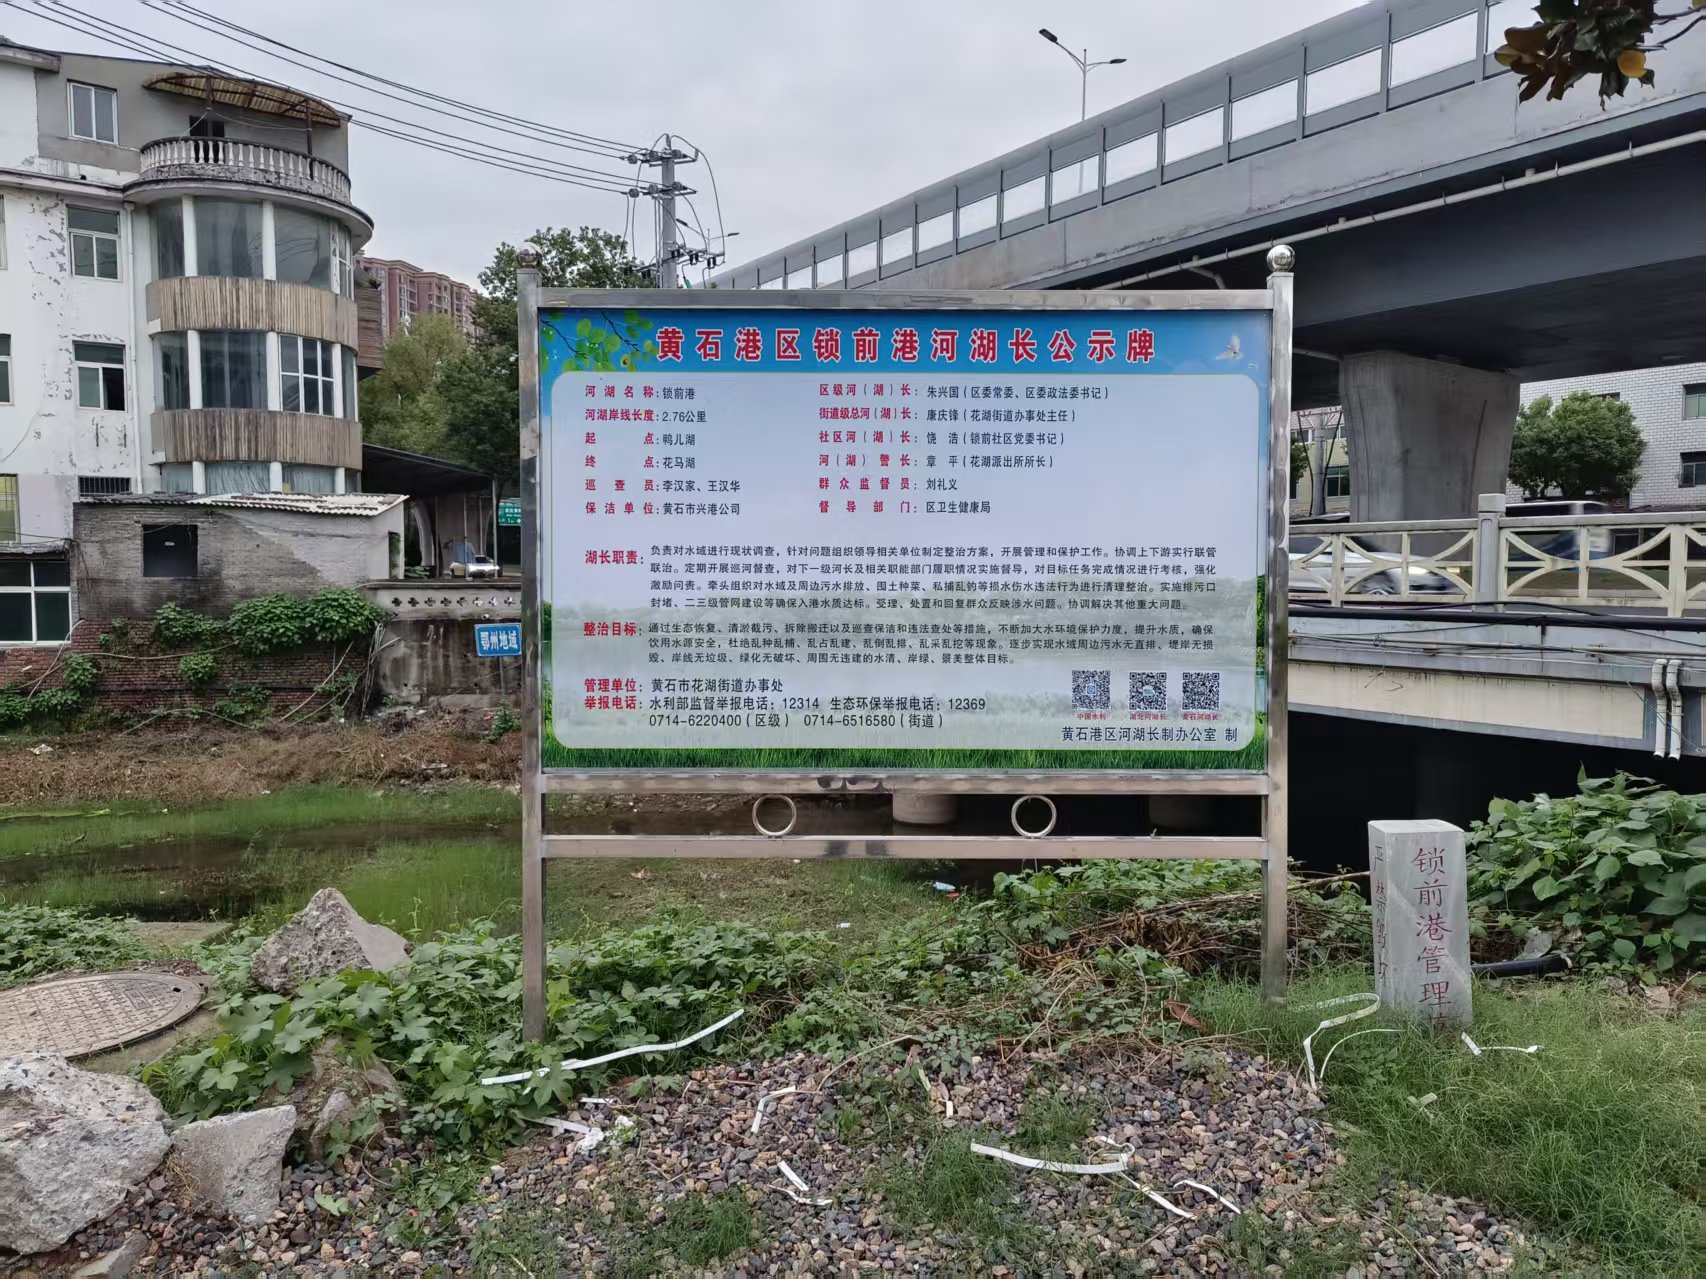 黄石港区锁前港河湖长公示牌
河湖名称：锁前港
河湖岸线长度：2.76公里
起点：鸭儿湖
终点：花马湖
巡查员：李汉家、王汉华
保洁单位：黄石市兴港公司
区级河（湖）长：朱兴国（区委常委、区委政法委书记）
街道级总河（湖）长：康庆锋（花湖街道办事处主任）
社区河（湖）长：饶 浩（锁前社区党委书记）
河（湖）警长：章 平（花湖派出所所长）
群众监督员：刘礼义
督导部门：区卫生健康局
湖长职责：负责对水域进行现状调查，针对问题组织领导相关单位制定整治方案，开展管理和保护工作。协调上下游实行联管
联治。定期开展巡河督查，对下一级河长及相关职能部门履职情况实施督导，对目标任务完成情况进行考核，强化
激励问责。牵头组织对水域及周边污水排放、围土种菜、私捕乱钓等损水伤水违法行为进行清理整治。实施排污口
封堵、二三级管网建设等确保入港水质达标。受理、处置和回复群众反映涉水问题。协调解决其他重大问题。
整治目标：通过生态恢复、清淤截污、拆除搬迁以及巡查保洁和违法查处等措施，不断加大水环境保护力度，提升水质，确保
饮用水源安全，杜绝乱种乱捕、乱占乱建、乱倒乱排、乱采乱挖等现象。逐步实现水域周边污水无直排、堤岸无损
毁、岸线无垃圾、绿化无破坏、周围无违建的水清、岸绿、景美整体目标。
管理单位：黄石市花湖街道办事处
举报电话：水利部监督举报电话：12314 生态环保举报电话：12369
0714-6220400（区级） 0714-6516580（街道）
中国水利
湖北河湖长
黄石河湖长
黄石港区河湖长制办公室 制
鄂州地域
锁前港管理